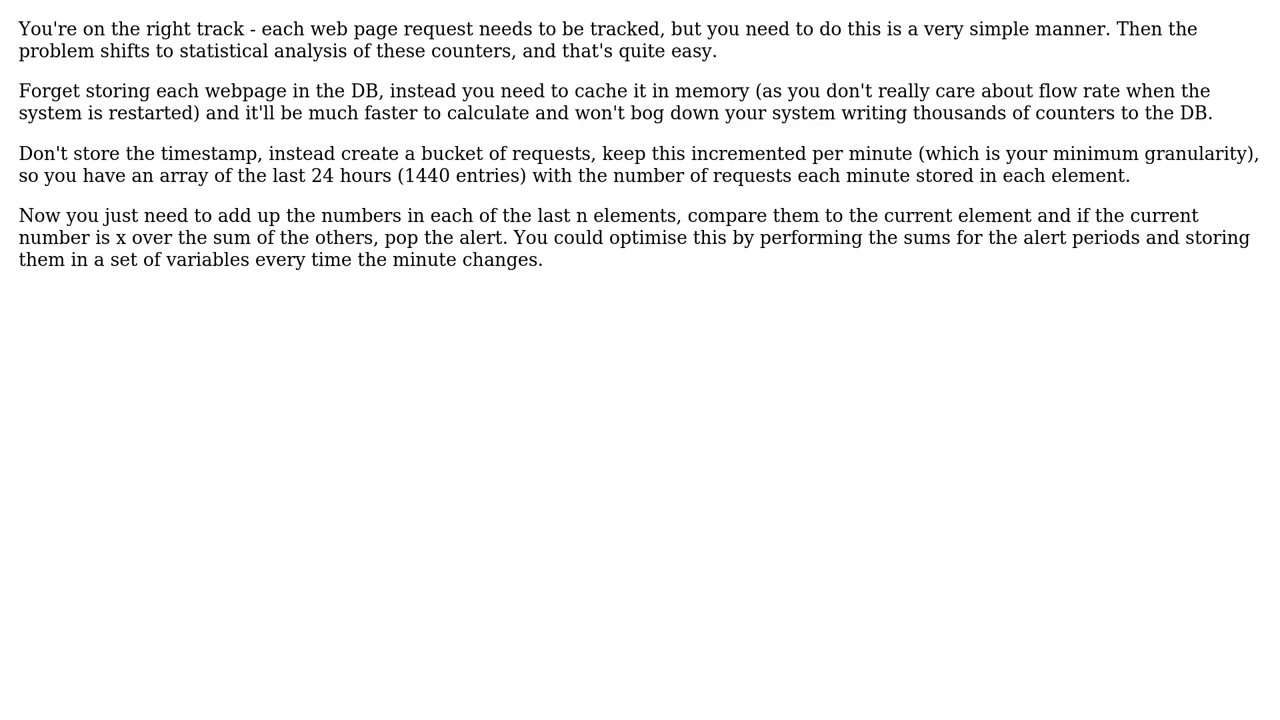 You're on the right track - each web page request needs to be tracked, but you need to do this is a very simple manner. Then the
problem shifts to statistical analysis of these counters, and that's quite easy.
Forget storing each webpage in the DB, instead you need to cache it in memory (as you don't really care about flow rate when the
system is restarted) and it'll be much faster to calculate and won't bog down your system writing thousands of counters to the DB.
Don't store the timestamp, instead create a bucket of requests, keep this incremented per minute (which is your minimum granularity),
so you have an array of the last 24 hours (1440 entries) with the number of requests each minute stored in each element.
Now you just need to add up the numbers in each of the last n elements, compare them to the current element and if the current
number is x over the sum of the others, pop the alert. You could optimise this by performing the sums for the alert periods and storing
them in a set of variables every time the minute changes.